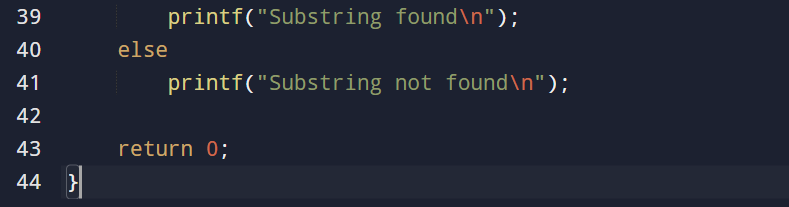 39 printf("Substring found\n");
40 else
41 printf("Substring not found\n");
42
43 return 0;
44 }